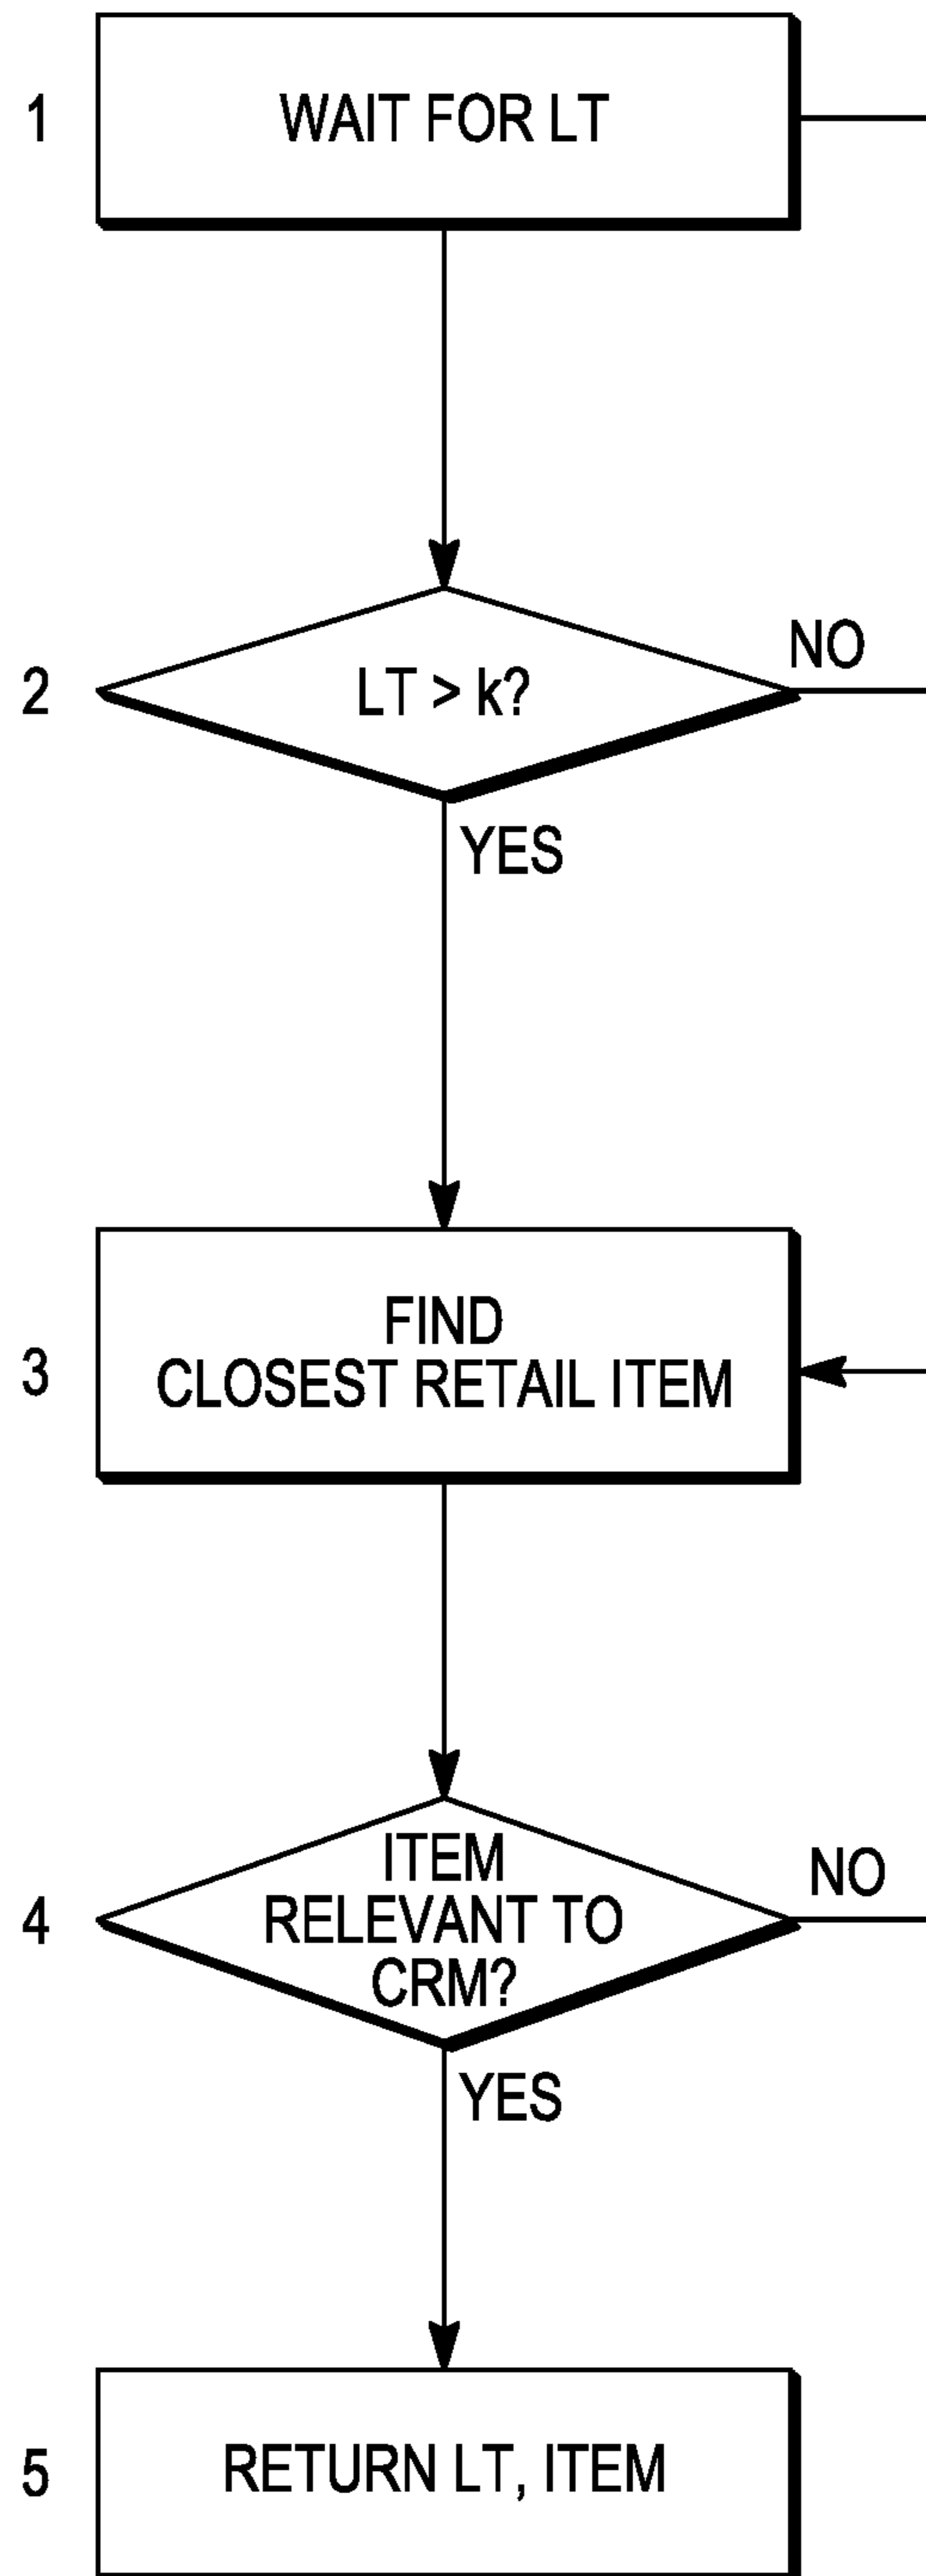 1
WAIT FOR LT
2
LT > k?
NO
YES
3
FIND
CLOSEST RETAIL ITEM
4
ITEM
RELEVANT TO
CRM?
NO
YES
5
RETURN LT, ITEM